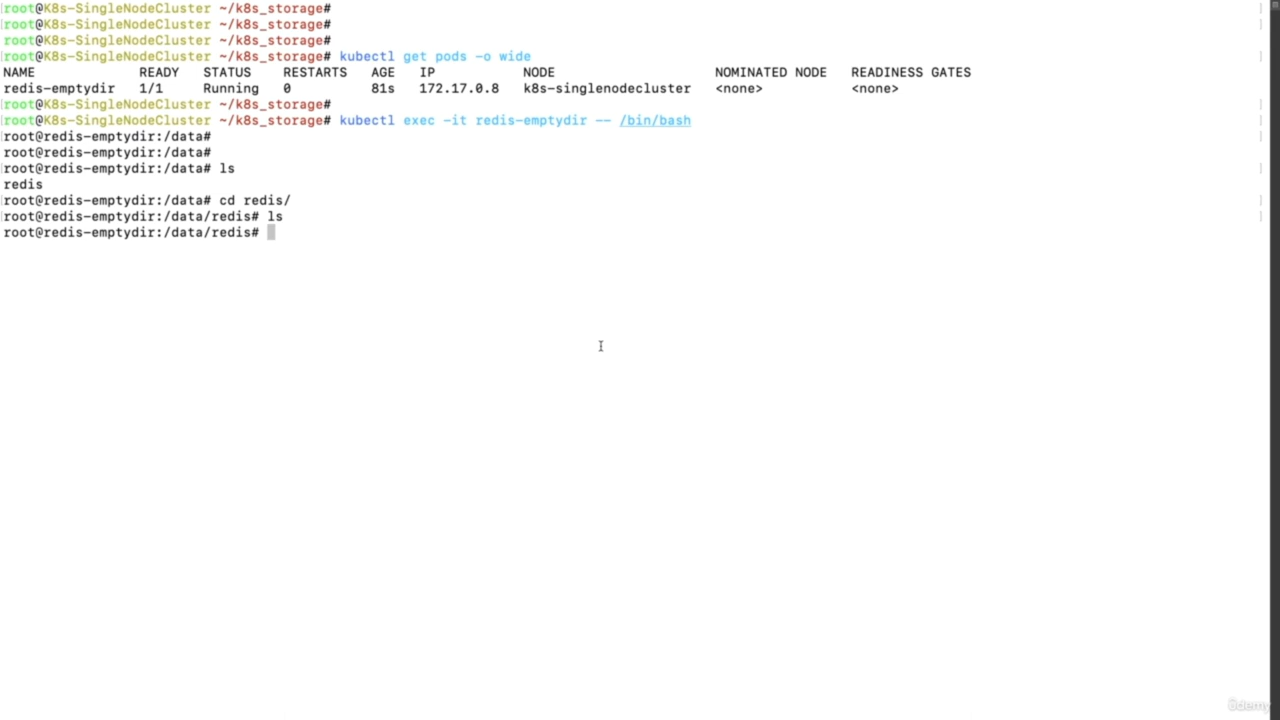 root@K8s-SingleNodeCluster ~/k8s_storage#
root@K8s-SingleNodeCluster ~/k8s_storage#
root@K8s-SingleNodeCluster ~/k8s_storage#
root@K8s-SingleNodeCluster ~/k8s_storage# kubectl get pods -o wide
NAME READY STATUS RESTARTS AGE IP NODE NOMINATED NODE READINESS GATES
redis-emptydir 1/1 Running 0 81s 172.17.0.8 k8s-singlenodecluster <none> <none>
root@K8s-SingleNodeCluster ~/k8s_storage#
root@K8s-SingleNodeCluster ~/k8s_storage# kubectl exec -it redis-emptydir -- /bin/bash
root@redis-emptydir:/data#
root@redis-emptydir:/data#
root@redis-emptydir:/data# ls
redis
root@redis-emptydir:/data# cd redis/
root@redis-emptydir:/data/redis# ls
root@redis-emptydir:/data/redis#
ûdemy